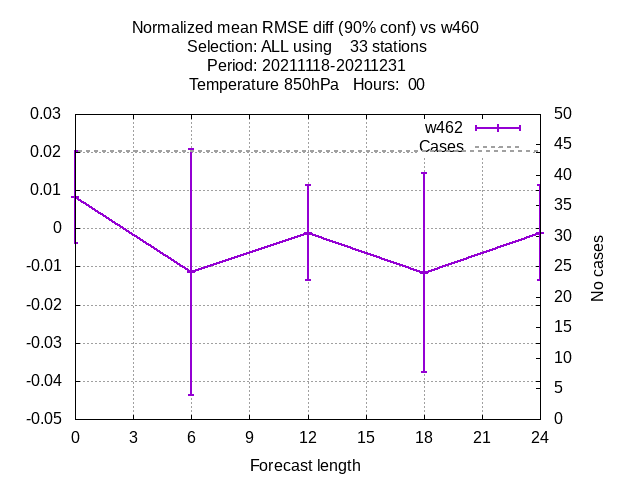 Normalized mean RMSE diff (90% conf) vs w460
Selection: ALL using    33 stations
Period: 20211118-20211231
Temperature 850hPa   Hours:  00
0.03
0.02
0.01
0
-0.01
-0.02
-0.03
-0.04
-0.05
w462
Cases
50
45
40
35
30
25
20
15
10
5
0
No cases
0 3 6 9 12 15 18 21 24
Forecast length